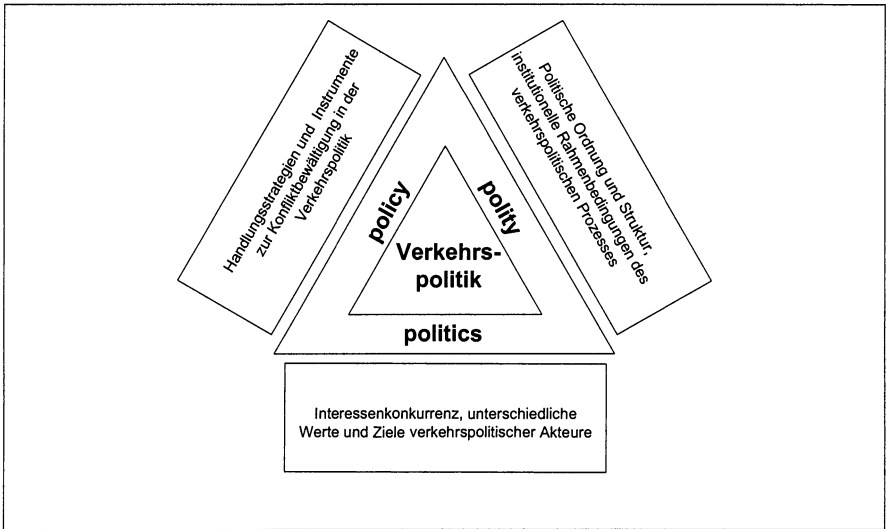 Handlungsstrategien und Instrumente
zur Konfliktbewältigung in der
Verkehrspolitik
Politische Ordnung und Struktur,
institutionelle Rahmenbedingungen des
verkehrspolitischen Prozesses
policy
polity
Verkehrs-
politik
politics
Interessenkonkurrenz, unterschiedliche
Werte und Ziele verkehrspolitischer Akteure